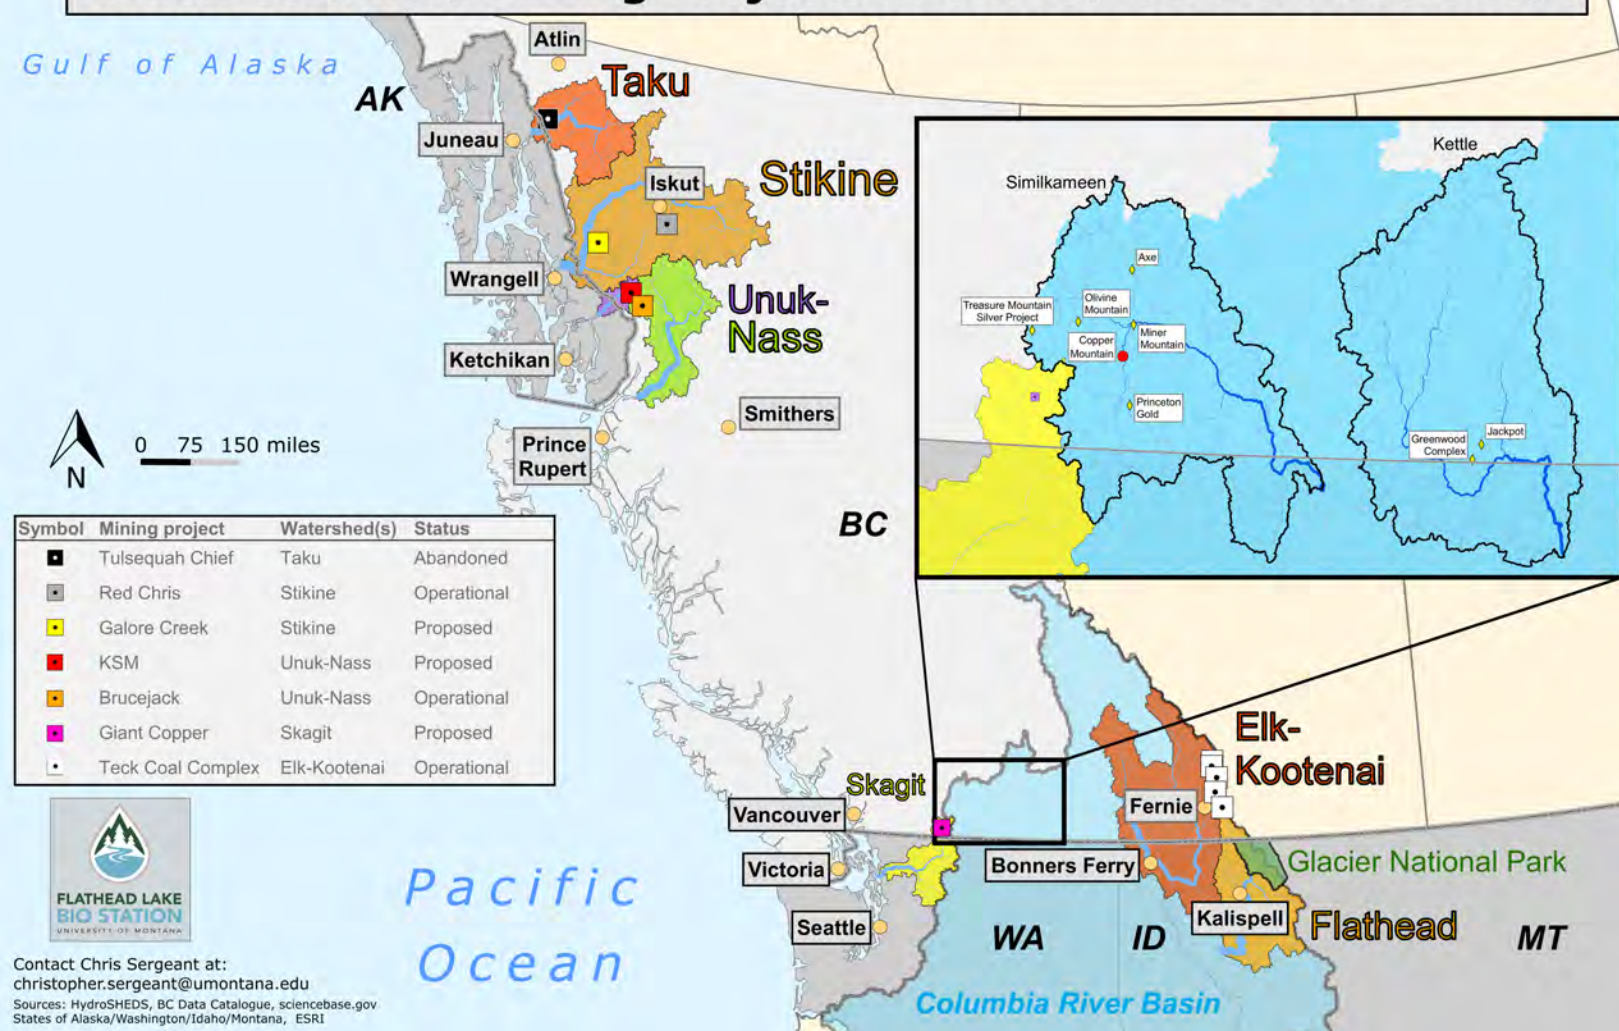 Gulf of Alaska
AK
Atlin
Taku
Juneau
Iskut
Stikine
Wrangell
Unuk-
Nass
Ketchikan
Smithers
Prince
Rupert
N
0 75 150 miles
BC
Symbol Mining project Watershed(s) Status
Tulsequah Chief Taku Abandoned
Red Chris Stikine Operational
Galore Creek Stikine Proposed
KSM Unuk-Nass Proposed
Brucejack Unuk-Nass Operational
Giant Copper Skagit Proposed
Teck Coal Complex Elk-Kootenai Operational
Similkameen
Kettle
Axe
Treasure Mountain
Silver Project
Olivine
Mountain
Copper
Mountain
Miner
Mountain
Princeton
Gold
Greenwood
Complex
Jackpot
Elk-
Kootenai
Skagit
Vancouver
Fernie
Victoria
Bonners Ferry
Glacier National Park
Seattle
Kalispell
Flathead
WA
ID
MT
Pacific
Ocean
Columbia River Basin
FLATHEAD LAKE
BIO STATION
UNIVERSITY OF MONTANA
Contact Chris Sergeant at:
christopher.sergeant@umontana.edu
Sources: HydroSHEDS, BC Data Catalogue, sciencebase.gov
States of Alaska/Washington/Idaho/Montana, ESRI